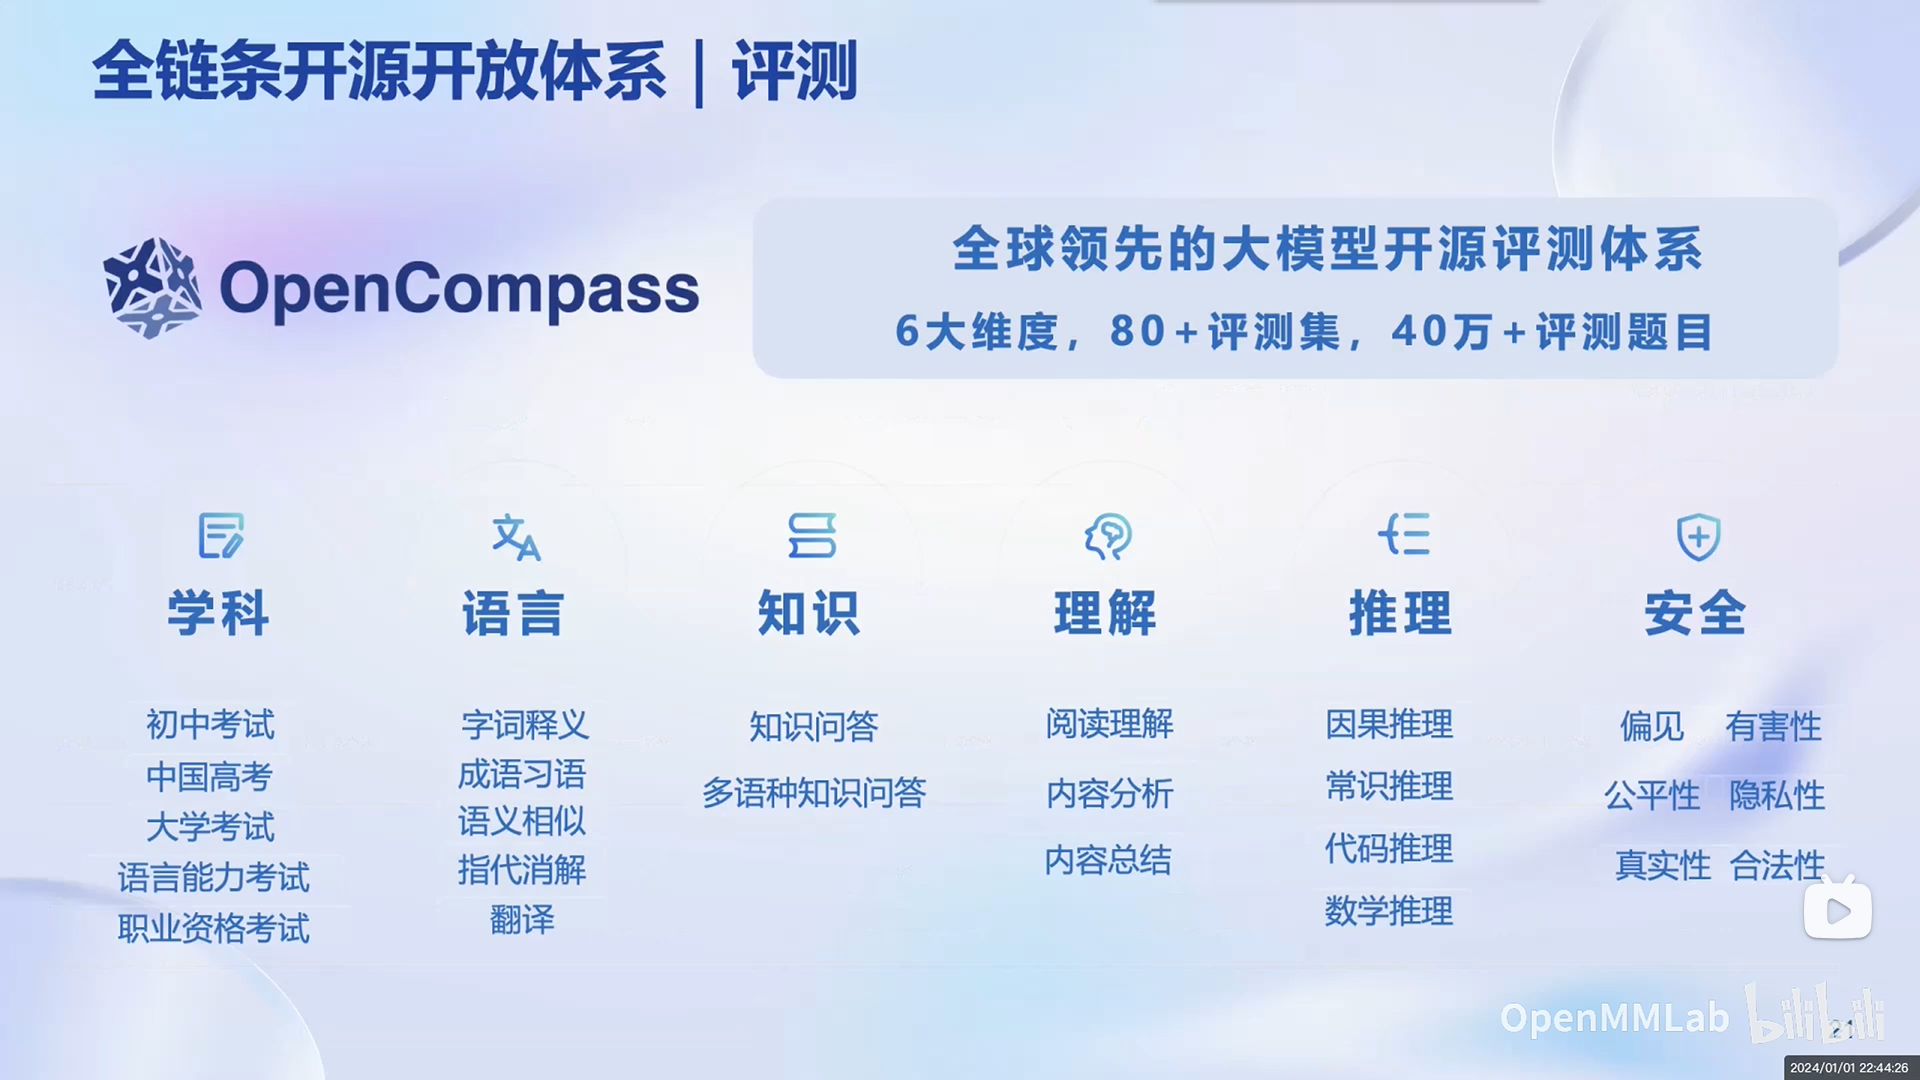 全链条开源开放体系｜评测
OpenCompass
全球领先的大模型开源评测体系
6大维度，80+评测集，40万+评测题目
学科
初中考试
中国高考
大学考试
语言能力考试
职业资格考试
语言
字词释义
成语习语
语义相似
指代消解
翻译
知识
知识问答
多语种知识问答
理解
阅读理解
内容分析
内容总结
推理
因果推理
常识推理
代码推理
数学推理
安全
偏见 有害性
公平性 隐私性
真实性 合法性
OpenMMLab bilibili
21
2024/01/01 22:44:26